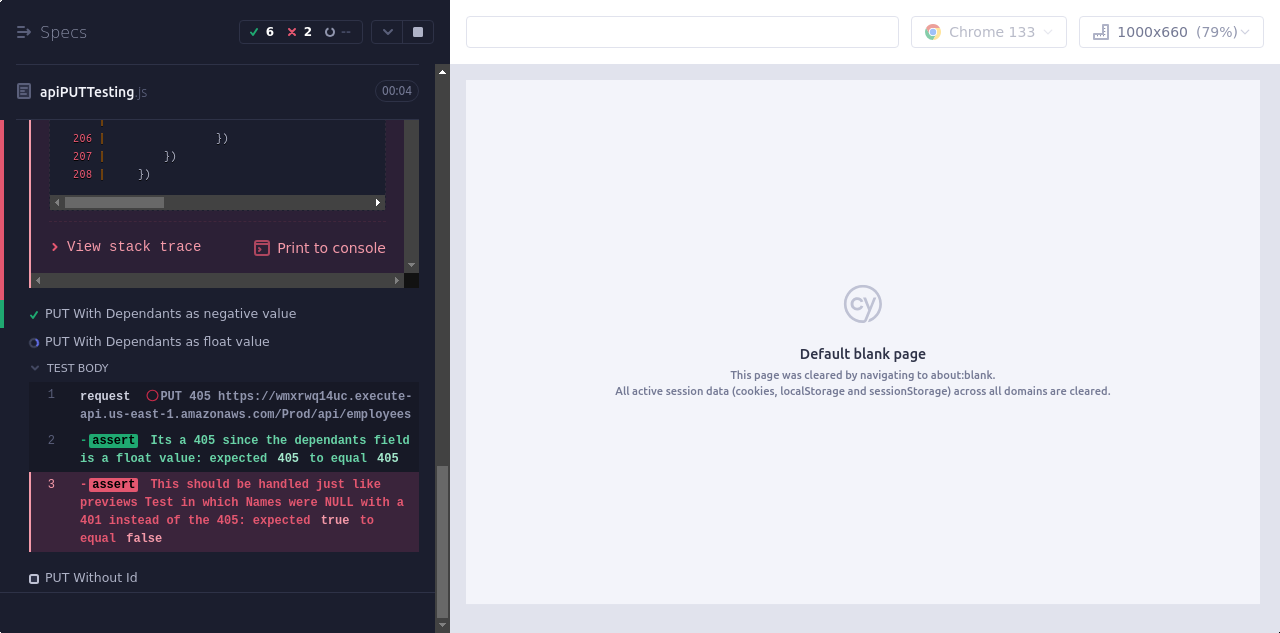 Specs
6 2 --
apiPUTTesting.js 00:04
206 | })
207 | })
208 | })
View stack trace Print to console
PUT With Dependants as negative value
PUT With Dependants as float value
TEST BODY
1 request PUT 405 https://wmxrwq14uc.execute-
api.us-east-1.amazonaws.com/Prod/api/employees
2 -assert Its a 405 since the dependants field
is a float value: expected 405 to equal 405
3 -assert This should be handled just like
previews Test in which Names were NULL with a
401 instead of the 405: expected true to
equal false
PUT Without Id
Chrome 133
1000x660 (79%)
cy
Default blank page
This page was cleared by navigating to about:blank.
All active session data (cookies, localStorage and sessionStorage) across all domains are cleared.